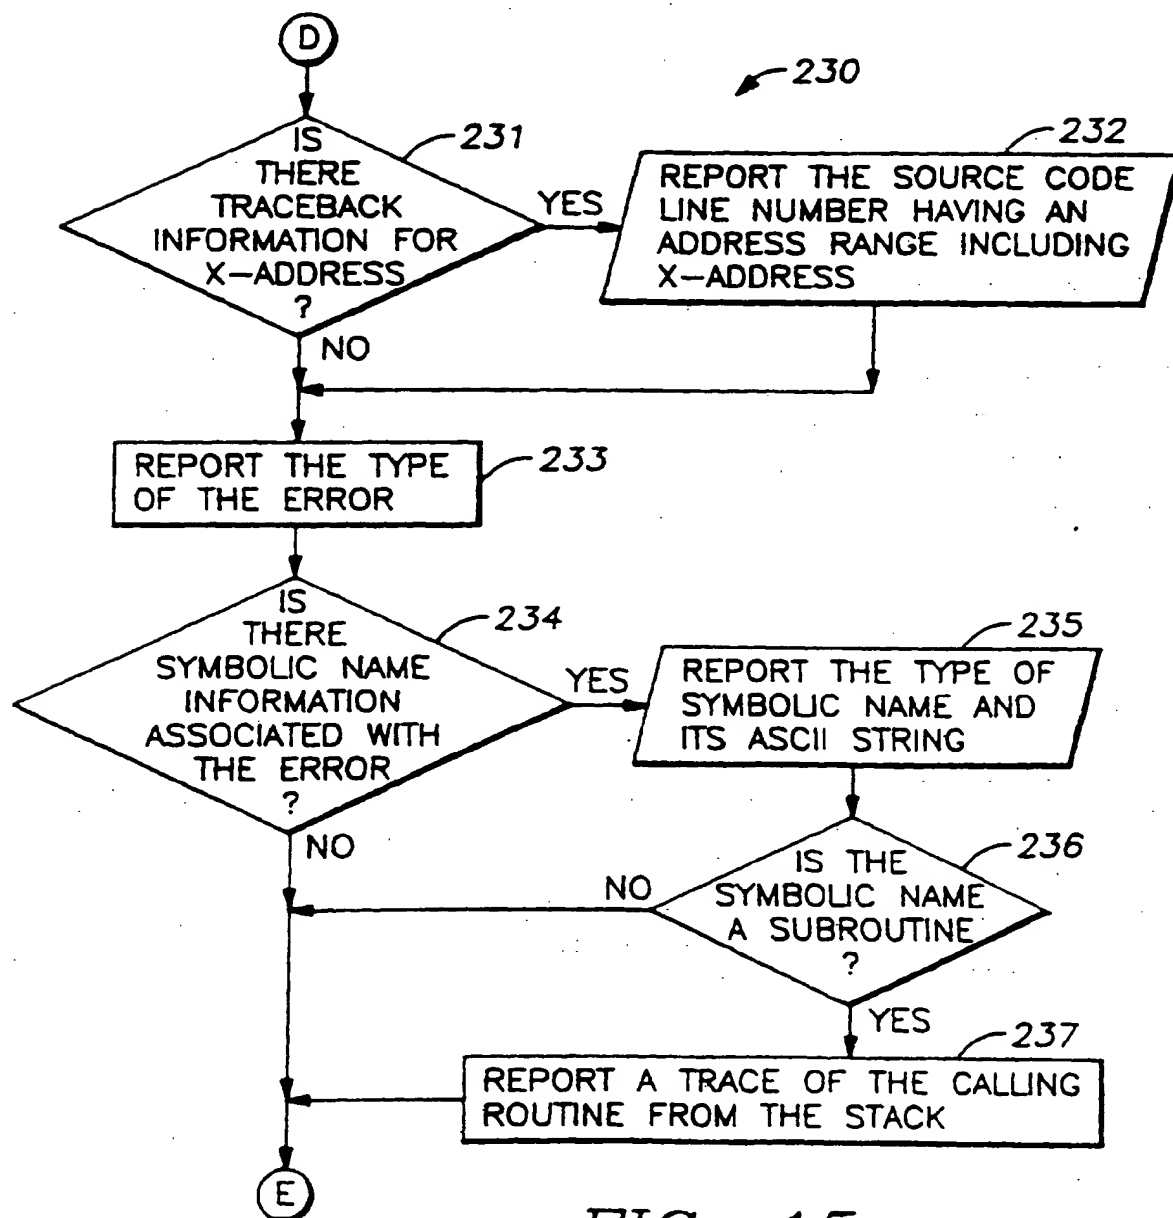 D
230
IS
THERE
TRACEBACK
INFORMATION FOR
X-ADDRESS
?
231
YES
232
REPORT THE SOURCE CODE
LINE NUMBER HAVING AN
ADDRESS RANGE INCLUDING
X-ADDRESS
NO
REPORT THE TYPE
OF THE ERROR
233
IS
THERE
SYMBOLIC NAME
INFORMATION
ASSOCIATED WITH
THE ERROR
?
234
YES
235
REPORT THE TYPE OF
SYMBOLIC NAME AND
ITS ASCII STRING
NO
IS THE
SYMBOLIC NAME
A SUBROUTINE
?
236
NO
YES
237
REPORT A TRACE OF THE CALLING
ROUTINE FROM THE STACK
E